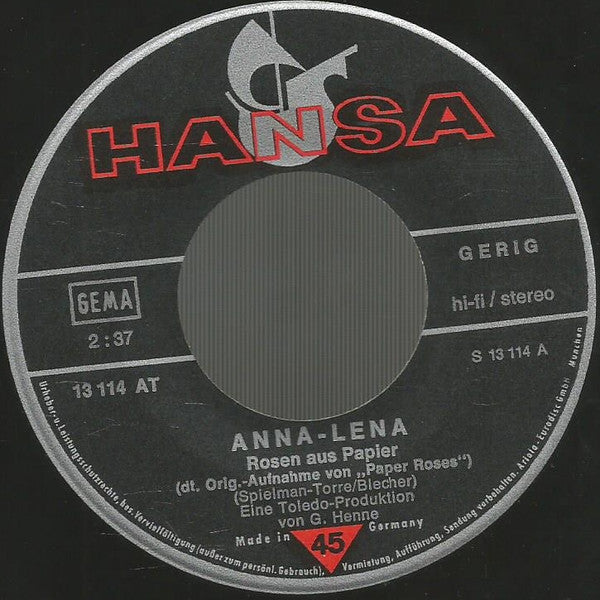 HANSA
GERIG
GEMA
hi-fi / stereo
2:37
S 13 114 A
13 114 AT
ANNA-LENA
Rosen aus Papier
(dt. Orig.-Aufnahme von „Paper Roses“)
(Spielman-Torre/Blecher)
Eine Toledo-Produktion
von G. Henne
Made in Germany
45
Urheber- u. Leistungsschutzrechte, bes. Vervielfältigung (außer zum persönl. Gebrauch), Vermietung, Aufführung, Sendung vorbehalten. Ariola - Eurodisc GmbH München